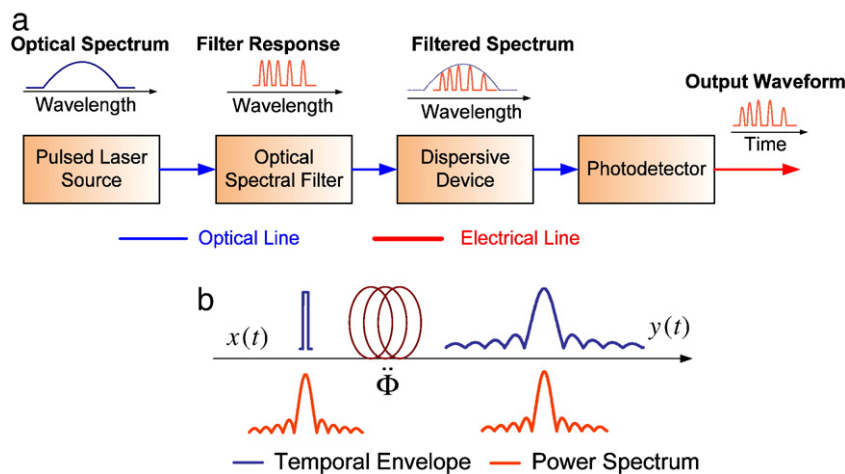 a
Optical Spectrum
Filter Response
Filtered Spectrum
Output Waveform
Wavelength
Wavelength
Wavelength
Time
Pulsed Laser
Source
Optical
Spectral Filter
Dispersive
Device
Photodetector
Optical Line
Electrical Line
b
x(t)
y(t)
Φ̈
Temporal Envelope
Power Spectrum